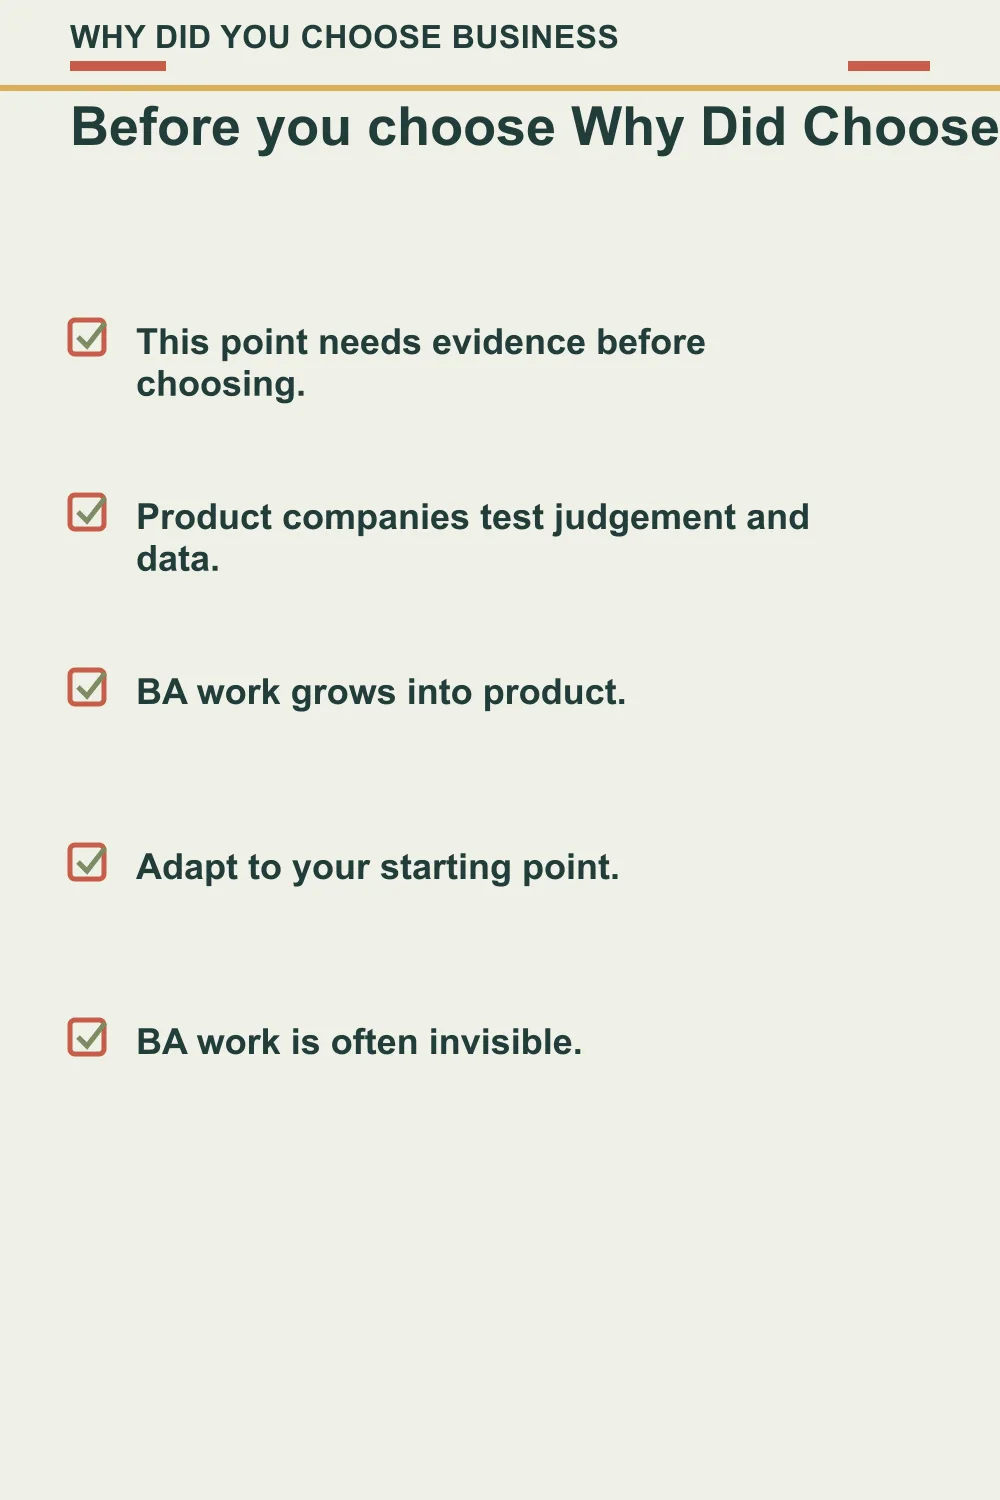 WHY DID YOU CHOOSE BUSINESS
Before you choose Why Did Choose
This point needs evidence before
choosing.
Product companies test judgement and
data.
BA work grows into product.
Adapt to your starting point.
BA work is often invisible.